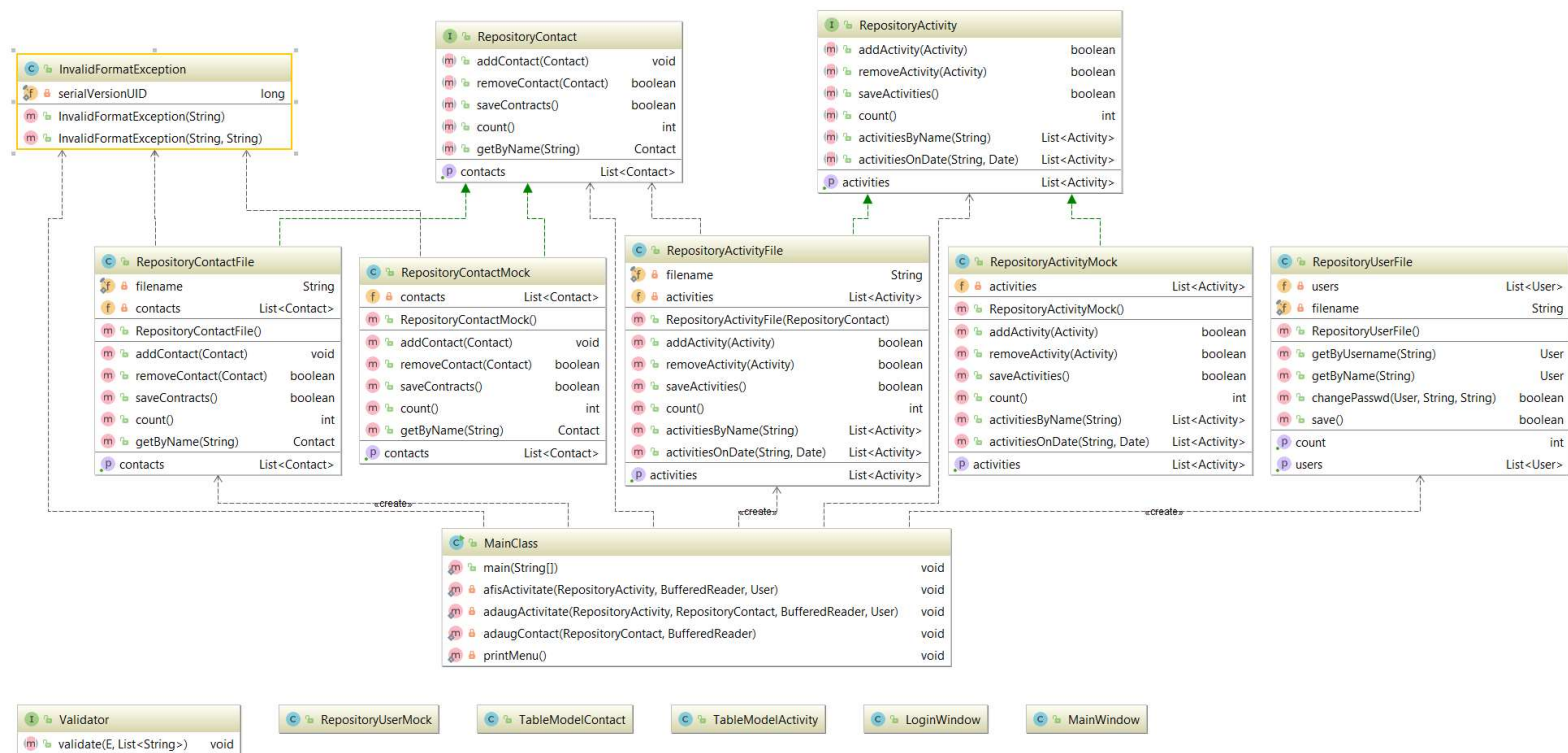 InvalidFormatException
serialVersionUID long
InvalidFormatException(String)
InvalidFormatException(String, String)
RepositoryContact
addContact(Contact) void
removeContact(Contact) boolean
saveContracts() boolean
count() int
getByName(String) Contact
contacts List<Contact>
RepositoryActivity
addActivity(Activity) boolean
removeActivity(Activity) boolean
saveActivities() boolean
count() int
activitiesByName(String) List<Activity>
activitiesOnDate(String, Date) List<Activity>
activities List<Activity>
RepositoryContactFile
filename String
contacts List<Contact>
RepositoryContactFile()
addContact(Contact) void
removeContact(Contact) boolean
saveContracts() boolean
count() int
getByName(String) Contact
contacts List<Contact>
RepositoryContactMock
contacts List<Contact>
RepositoryContactMock()
addContact(Contact) void
removeContact(Contact) boolean
saveContracts() boolean
count() int
getByName(String) Contact
contacts List<Contact>
RepositoryActivityFile
filename String
activities List<Activity>
RepositoryActivityFile(RepositoryContact)
addActivity(Activity) boolean
removeActivity(Activity) boolean
saveActivities() boolean
count() int
activitiesByName(String) List<Activity>
activitiesOnDate(String, Date) List<Activity>
activities List<Activity>
RepositoryActivityMock
activities List<Activity>
RepositoryActivityMock()
addActivity(Activity) boolean
removeActivity(Activity) boolean
saveActivities() boolean
count() int
activitiesByName(String) List<Activity>
activitiesOnDate(String, Date) List<Activity>
activities List<Activity>
RepositoryUserFile
users List<User>
filename String
RepositoryUserFile()
getByUsername(String) User
getByName(String) User
changePasswd(User, String, String) boolean
save() boolean
count int
users List<User>
«create»
«create»
«create»
MainClass
main(String[]) void
afisActivitate(RepositoryActivity, BufferedReader, User) void
adaugActivitate(RepositoryActivity, RepositoryContact, BufferedReader, User) void
adaugContact(RepositoryContact, BufferedReader) void
printMenu() void
Validator
validate(E, List<String>) void
RepositoryUserMock
TableModelContact
TableModelActivity
LoginWindow
MainWindow